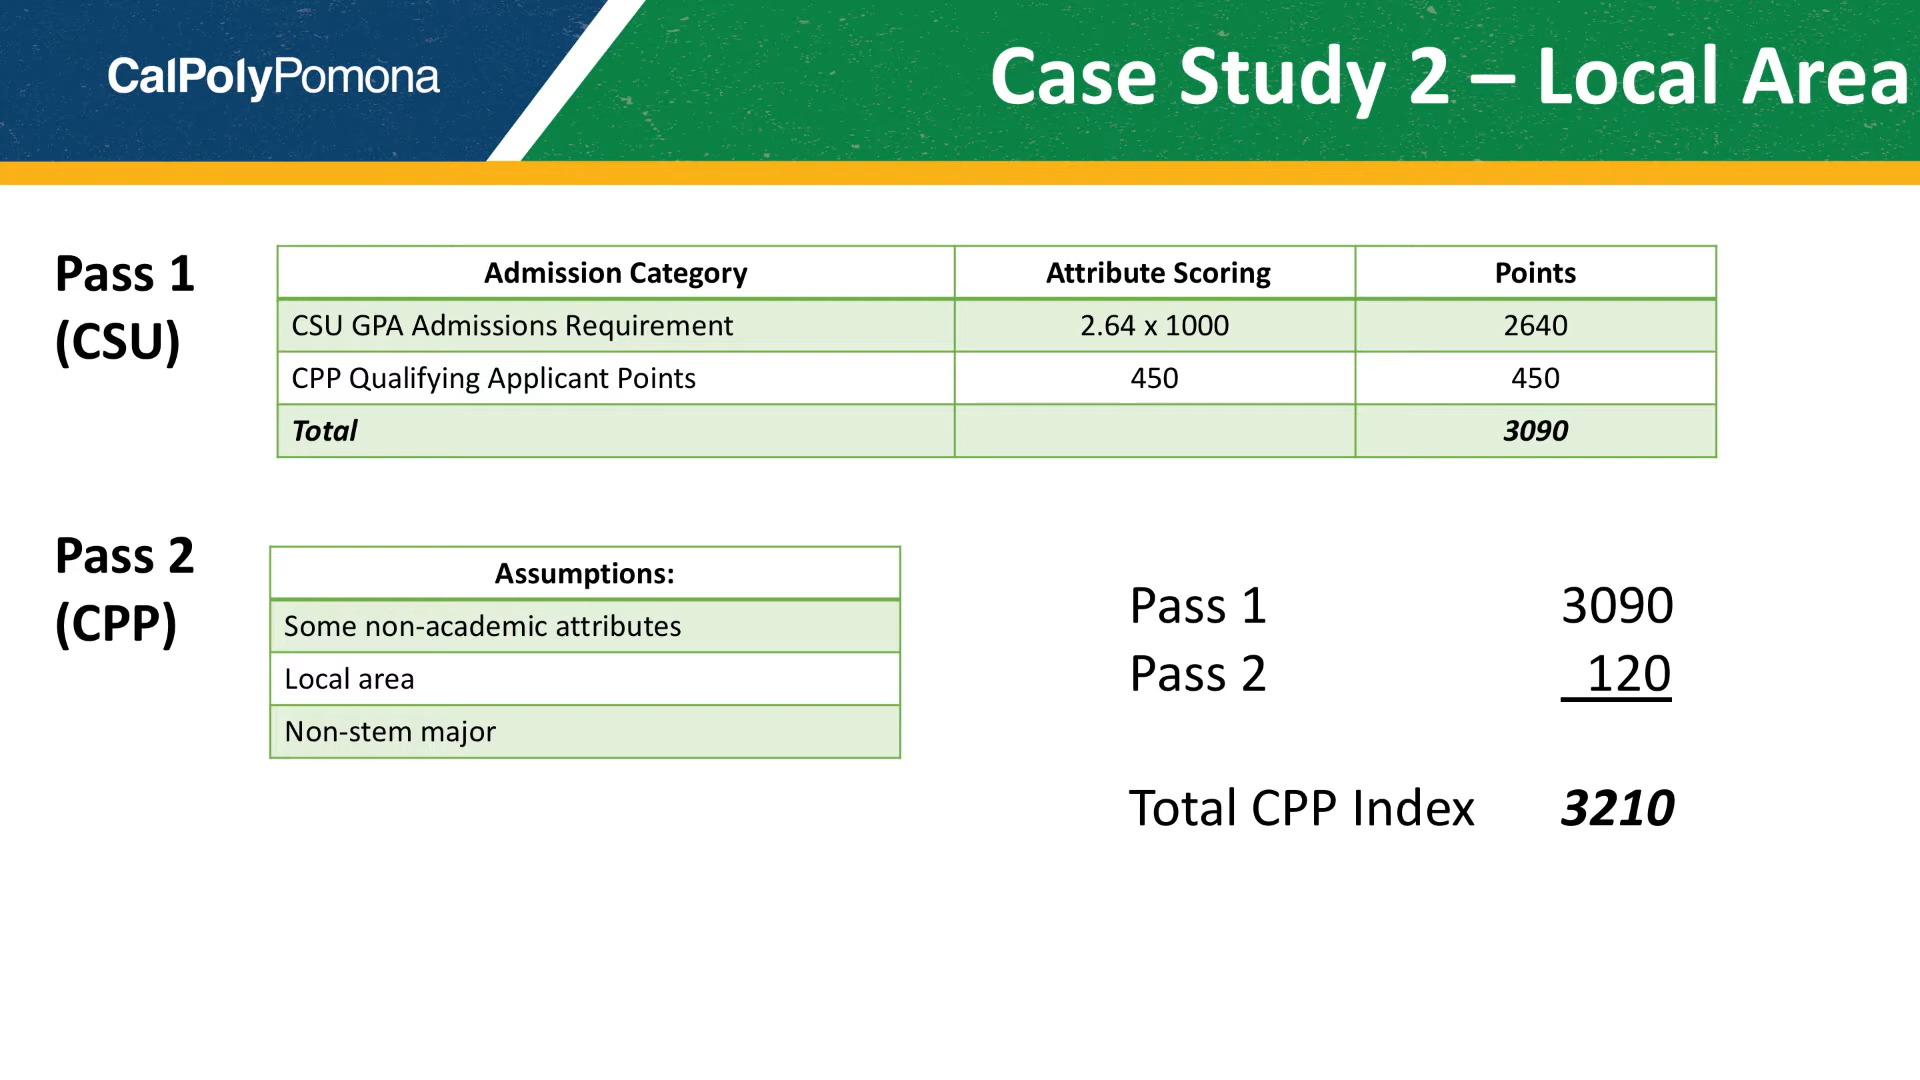 CalPolyPomona
Case Study 2 – Local Area
Pass 1
(CSU)
Admission Category Attribute Scoring Points
CSU GPA Admissions Requirement 2.64 x 1000 2640
CPP Qualifying Applicant Points 450 450
Total 3090
Pass 2
(CPP)
Assumptions:
Some non-academic attributes
Local area
Non-stem major
Pass 1 3090
Pass 2 120
Total CPP Index 3210